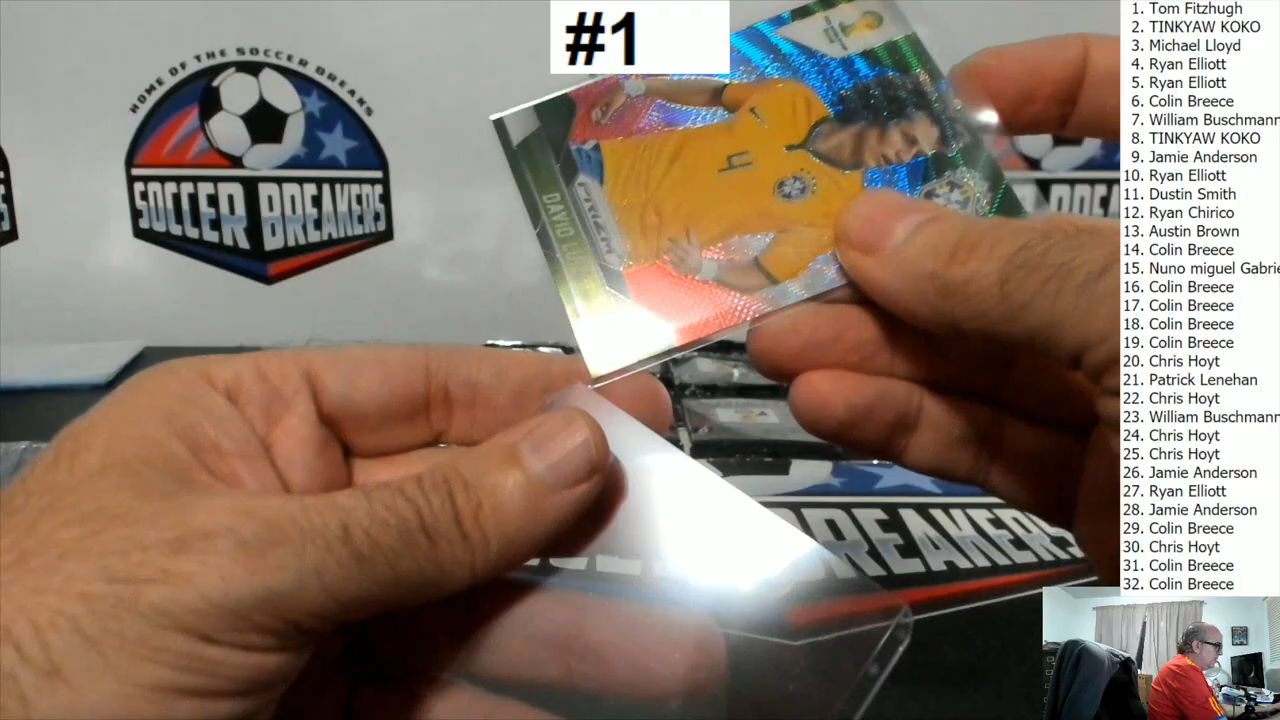 #1
HOME OF THE SOCCER BREAKS
SOCCER BREAKERS
DAVID
PRIZM
4
BREAKERS
1. Tom Fitzhugh
2. TINKYAW KOKO
3. Michael Lloyd
4. Ryan Elliott
5. Ryan Elliott
6. Colin Breece
7. William Buschmann
8. TINKYAW KOKO
9. Jamie Anderson
10. Ryan Elliott
11. Dustin Smith
12. Ryan Chirico
13. Austin Brown
14. Colin Breece
15. Nuno miguel Gabrie
16. Colin Breece
17. Colin Breece
18. Colin Breece
19. Colin Breece
20. Chris Hoyt
21. Patrick Lenehan
22. Chris Hoyt
23. William Buschmann
24. Chris Hoyt
25. Chris Hoyt
26. Jamie Anderson
27. Ryan Elliott
28. Jamie Anderson
29. Colin Breece
30. Chris Hoyt
31. Colin Breece
32. Colin Breece